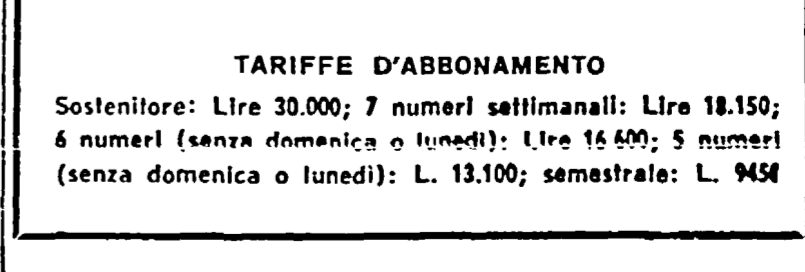 TARIFFE D'ABBONAMENTO
Sostenitore: Lire 30.000; 7 numeri settimanali: Lire 18.150;
6 numeri (senza domenica o lunedì): Lire 16.600; 5 numeri
(senza domenica o lunedì): L. 13.100; semestrale: L.